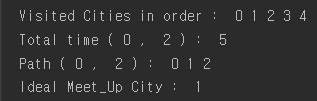 Visited Cities in order :  0 1 2 3 4
Total time ( 0 ,  2 ) :  5
Path ( 0 ,  2 ) :  0 1 2
Ideal Meet_Up City :  1